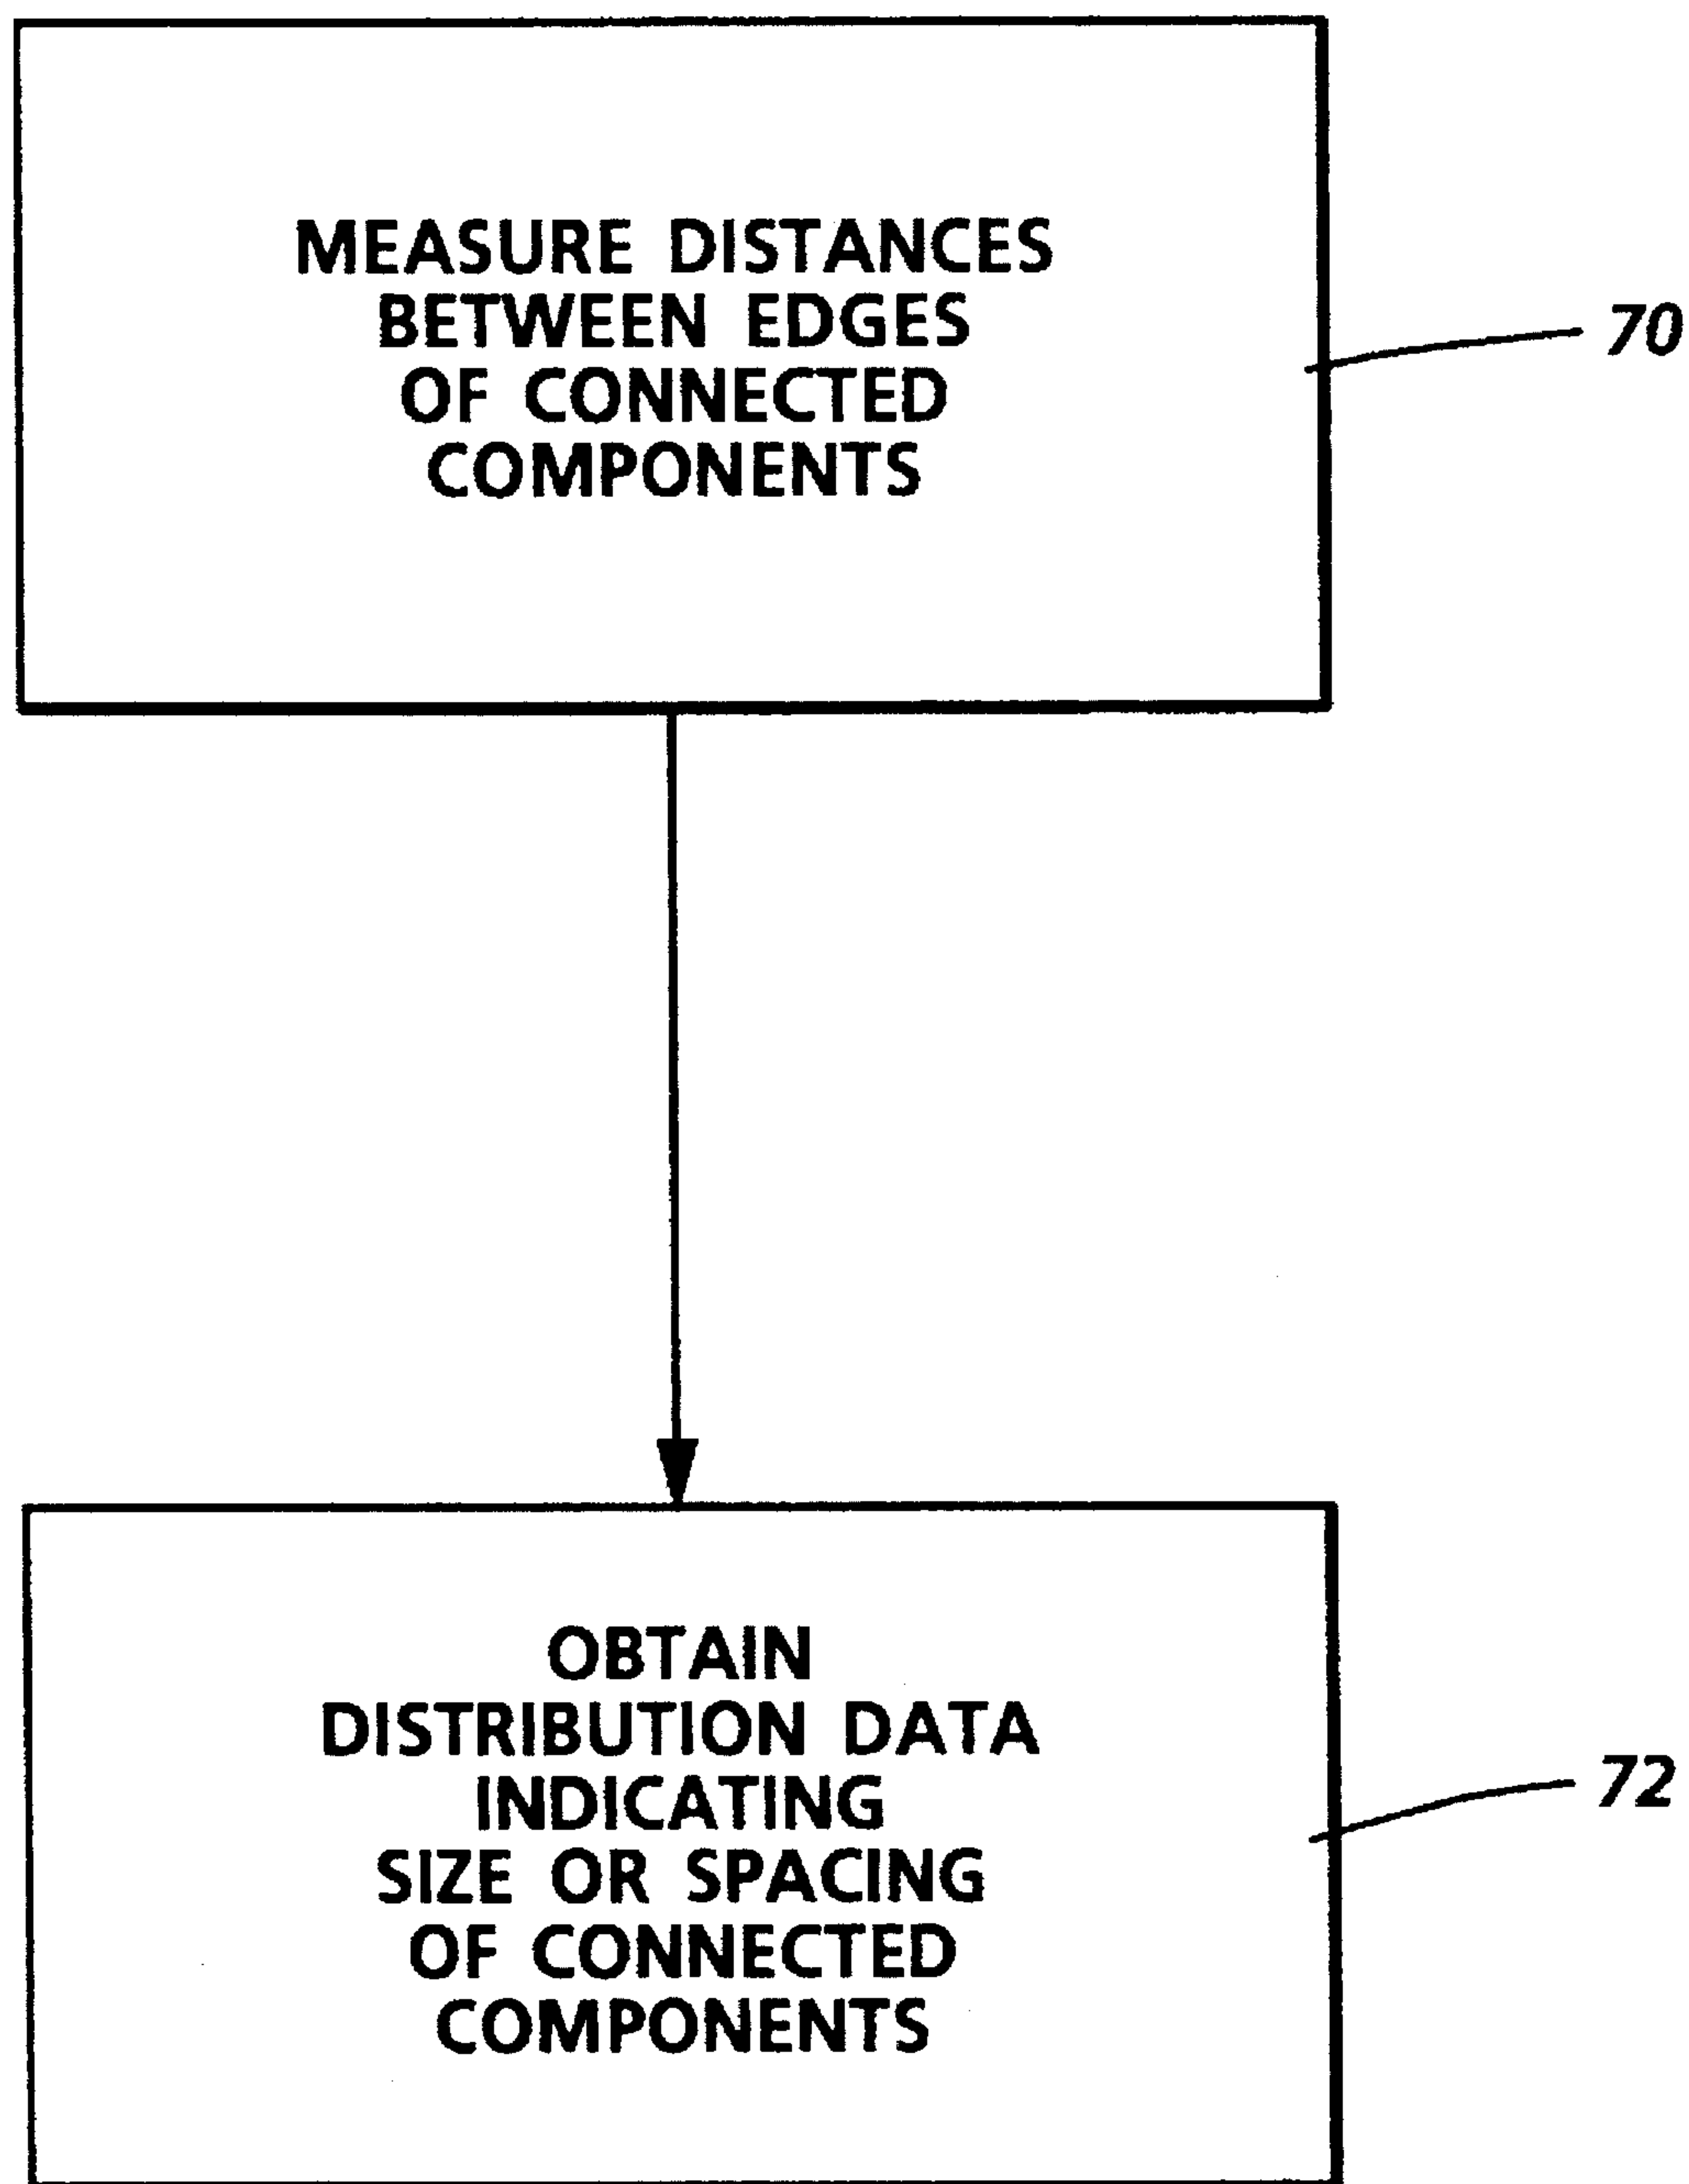 MEASURE DISTANCES
BETWEEN EDGES
OF CONNECTED
COMPONENTS
70
OBTAIN
DISTRIBUTION DATA
INDICATING
SIZE OR SPACING
OF CONNECTED
COMPONENTS
72